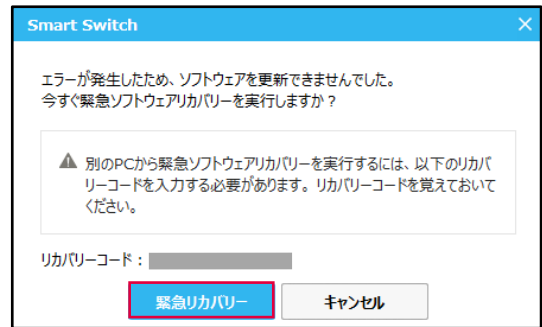 Smart Switch
エラーが発生したため、ソフトウェアを更新できませんでした。
今すぐ緊急ソフトウェアリカバリーを実行しますか？
別のPCから緊急ソフトウェアリカバリーを実行するには、以下のリカバ
リーコードを入力する必要があります。リカバリーコードを覚えておいて
ください。
リカバリーコード：
緊急リカバリー キャンセル